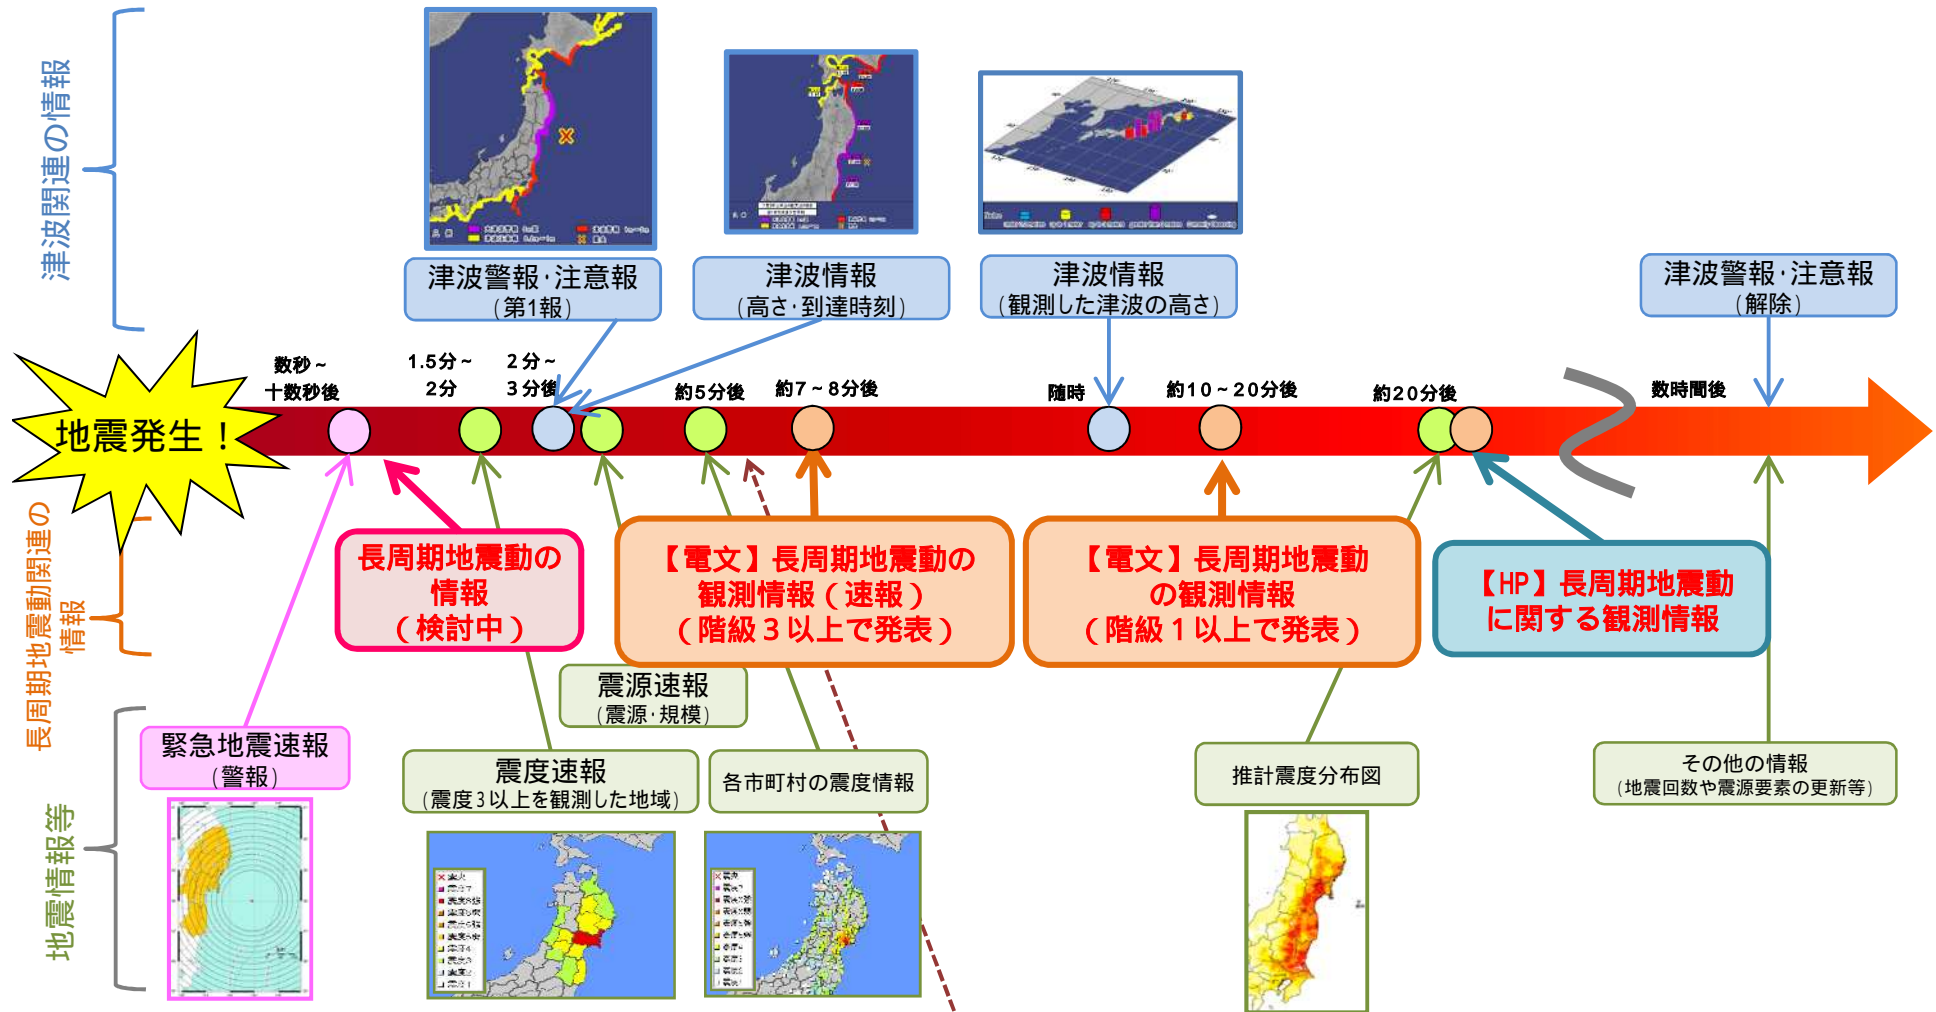 津波関連の情報
長周期地震動関連の
情報
地震情報等
津波警報・注意報
(第1報)
津波情報
(高さ・到達時刻)
津波情報
(観測した津波の高さ)
津波警報・注意報
(解除)
地震発生！
数秒～
十数秒後
1.5分～
2分
２分～
３分後
約5分後
約7～8分後
随時
約10～20分後
約20分後
数時間後
長周期地震動の
情報
（検討中）
【電文】長周期地震動の
観測情報（速報）
（階級３以上で発表）
【電文】長周期地震動
の観測情報
（階級１以上で発表）
【HP】長周期地震動
に関する観測情報
緊急地震速報
(警報)
震源速報
(震源・規模)
震度速報
(震度3以上を観測した地域)
各市町村の震度情報
推計震度分布図
その他の情報
(地震回数や震源要素の更新等)